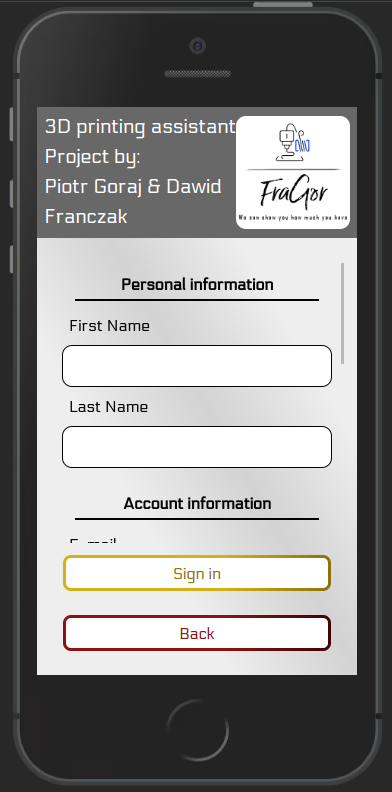 3D printing assistant
Project by:
Piotr Goraj & Dawid
Franczak
FraGor
We can show you how much you have
Personal information
First Name
Last Name
Account information
E-mail
Sign in
Back